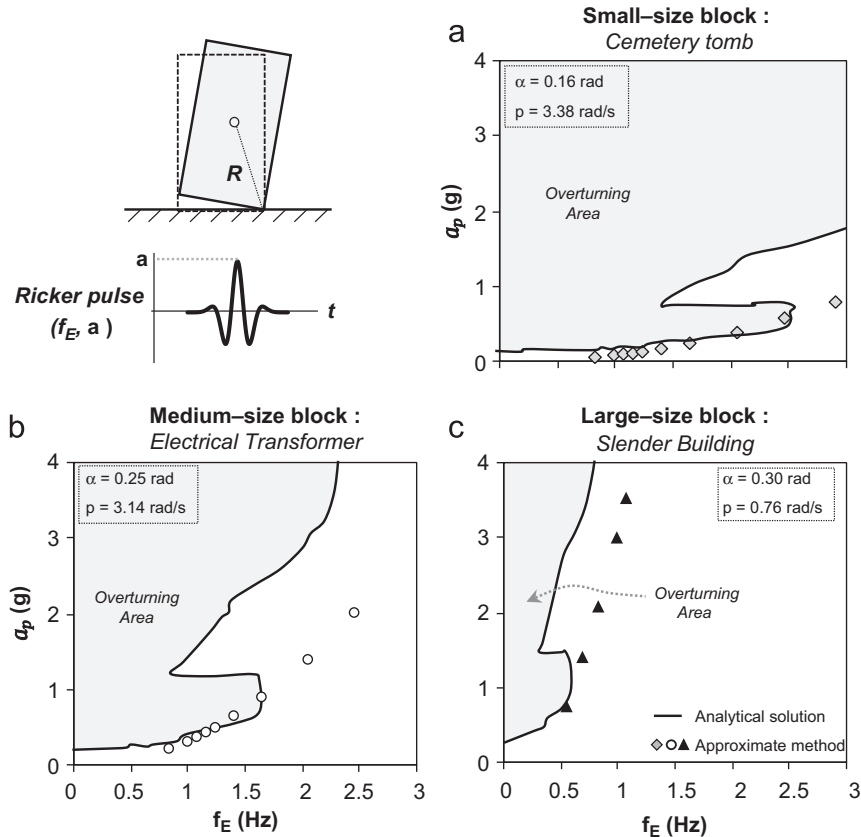 Small–size block :
Cemetery tomb
a
α = 0.16 rad
p = 3.38 rad/s
Overturning
Area
a_p (g)
4
3
2
1
0
R
a
t
Ricker pulse
(f_E, a )
b
Medium–size block :
Electrical Transformer
α = 0.25 rad
p = 3.14 rad/s
Overturning
Area
a_p (g)
4
3
2
1
0
0 0.5 1 1.5 2 2.5 3
f_E (Hz)
c
Large–size block :
Slender Building
α = 0.30 rad
p = 0.76 rad/s
Overturning
Area
4
3
2
1
0
Analytical solution
Approximate method
0 0.5 1 1.5 2 2.5 3
f_E (Hz)